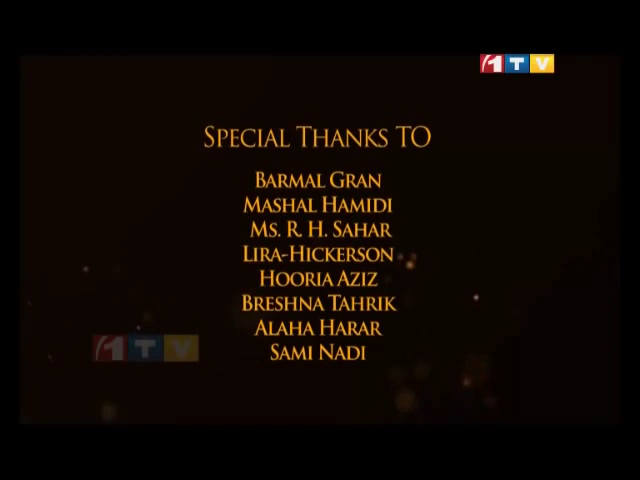 1TV
SPECIAL THANKS TO
BARMAL GRAN
MASHAL HAMIDI
MS. R. H. SAHAR
LIRA-HICKERSON
HOORIA AZIZ
BRESHNA TAHRIK
ALAHA HARAR
SAMI NADI
1TV